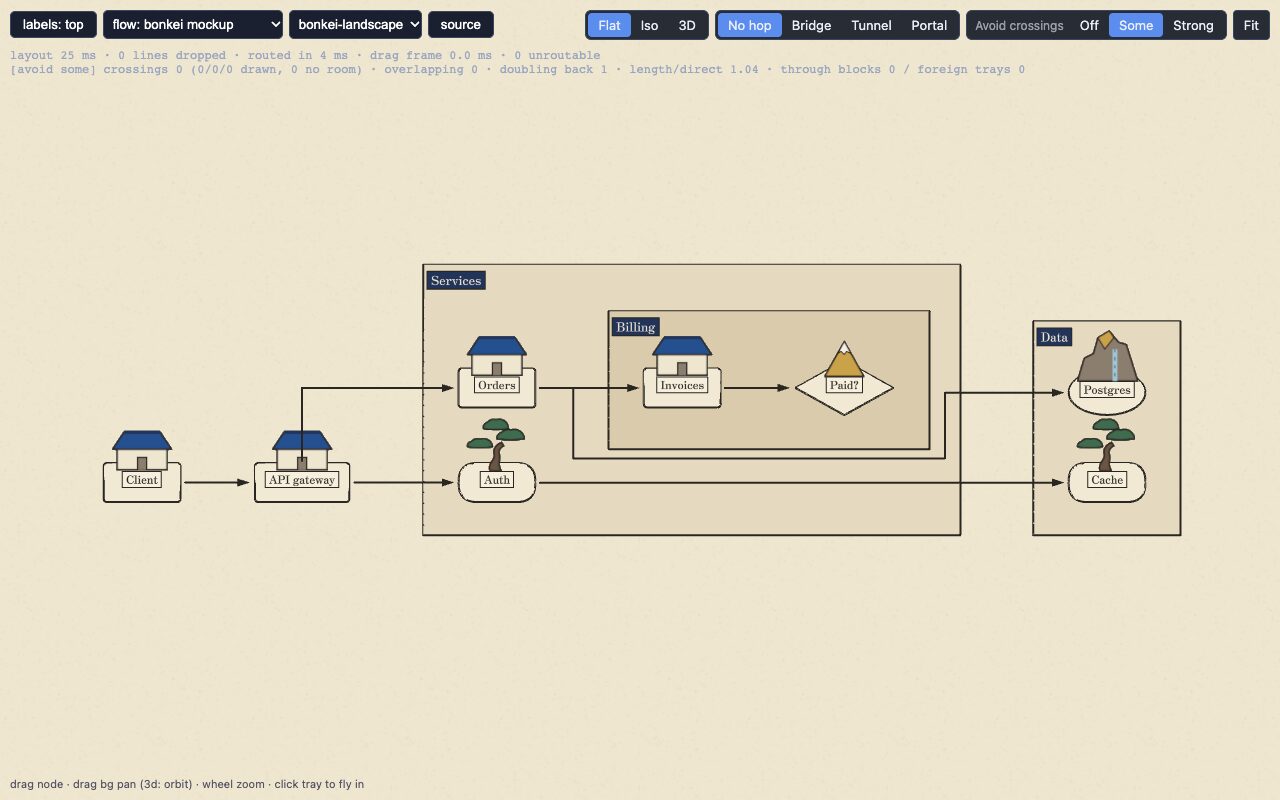 labels: top flow: bonkei mockup bonkei-landscape source Flat Iso 3D No hop Bridge Tunnel Portal Avoid crossings Off Some Strong Fit
layout 25 ms · 0 lines dropped · routed in 4 ms · drag frame 0.0 ms · 0 unroutable
[avoid some] crossings 0 (0/0/0 drawn, 0 no room) · overlapping 0 · doubling back 1 · length/direct 1.04 · through blocks 0 / foreign trays 0
Services
Billing
Data
Orders
Invoices
Paid?
Postgres
Client
API gateway
Auth
Cache
drag node · drag bg pan (3d: orbit) · wheel zoom · click tray to fly in